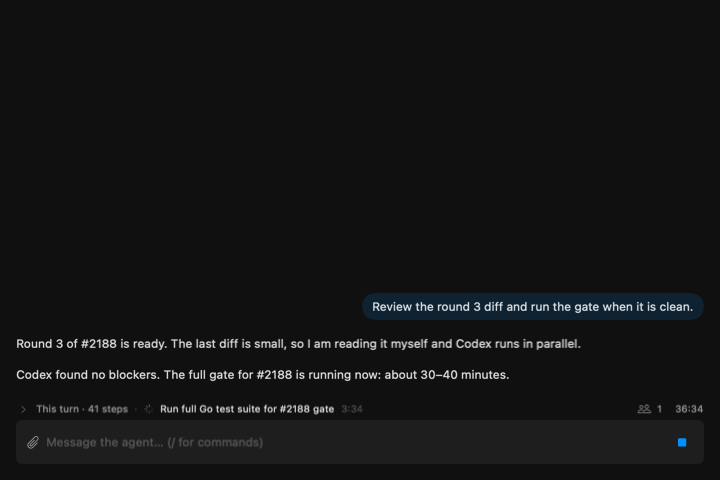 Review the round 3 diff and run the gate when it is clean.
Round 3 of #2188 is ready. The last diff is small, so I am reading it myself and Codex runs in parallel.
Codex found no blockers. The full gate for #2188 is running now: about 30–40 minutes.
This turn · 41 steps · Run full Go test suite for #2188 gate 3:34 1 36:34
Message the agent… (/ for commands)